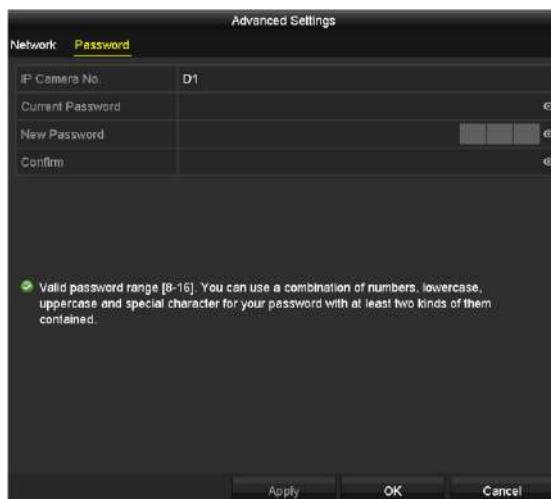 Advanced Settings
Network Password
IP Camera No. D1
Current Password
New Password
Confirm
Valid password range [8-16]. You can use a combination of numbers, lowercase,
uppercase and special character for your password with at least two kinds of them
contained.
Apply OK Cancel